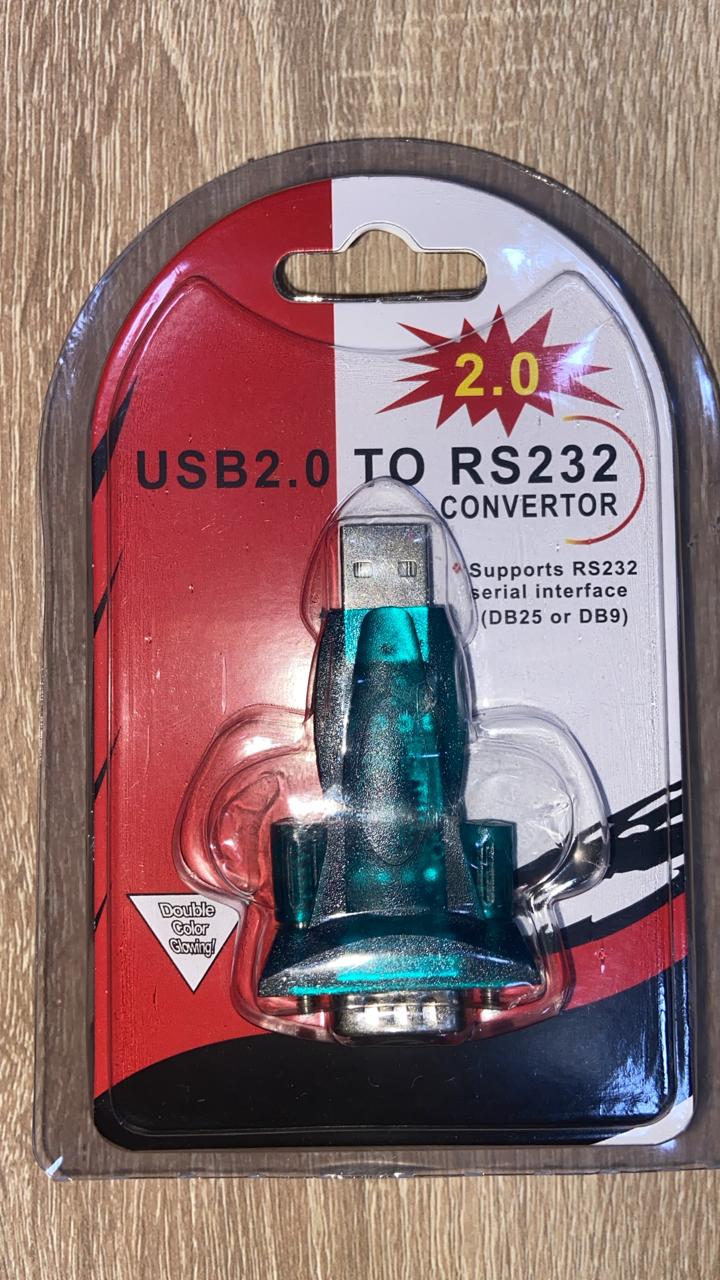 2.0
USB2.0 TO RS232
CONVERTOR
Supports RS232
serial interface
(DB25 or DB9)
Double
Color
Glowing!